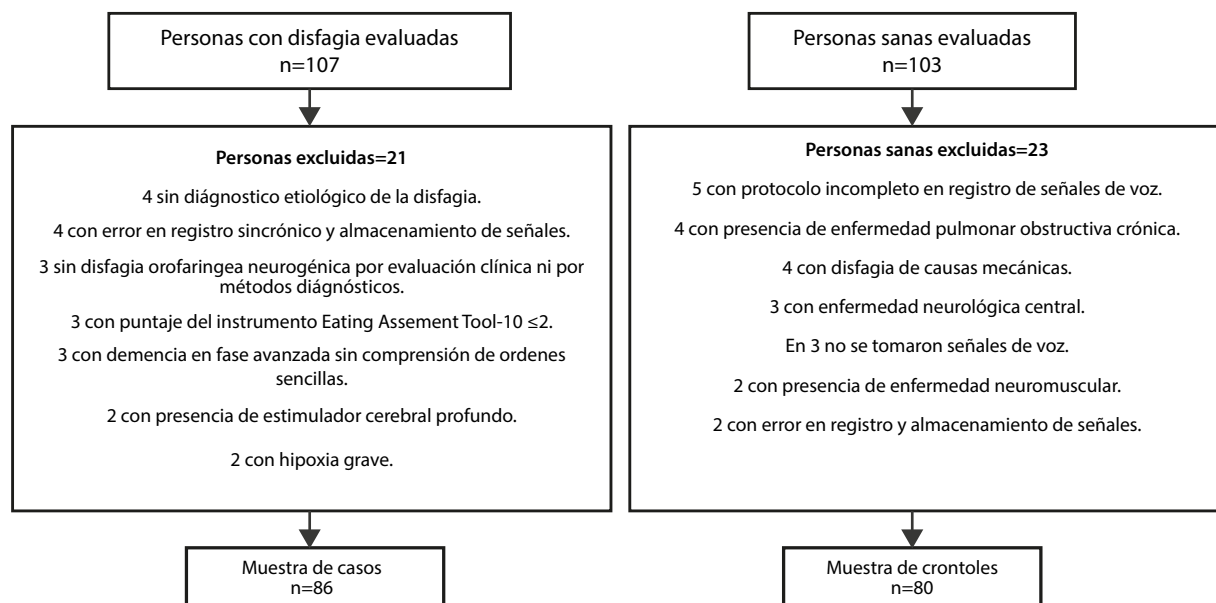 Personas con disfagia evaluadas
n=107
Personas excluidas=21
4 sin diágnostico etiológico de la disfagia.
4 con error en registro sincrónico y almacenamiento de señales.
3 sin disfagia orofaringea neurogénica por evaluación clínica ni por
métodos diágnósticos.
3 con puntaje del instrumento Eating Assement Tool-10 ≤2.
3 con demencia en fase avanzada sin comprensión de ordenes
sencillas.
2 con presencia de estimulador cerebral profundo.
2 con hipoxia grave.
Muestra de casos
n=86
Personas sanas evaluadas
n=103
Personas sanas excluidas=23
5 con protocolo incompleto en registro de señales de voz.
4 con presencia de enfermedad pulmonar obstructiva crónica.
4 con disfagia de causas mecánicas.
3 con enfermedad neurológica central.
En 3 no se tomaron señales de voz.
2 con presencia de enfermedad neuromuscular.
2 con error en registro y almacenamiento de señales.
Muestra de crontoles
n=80